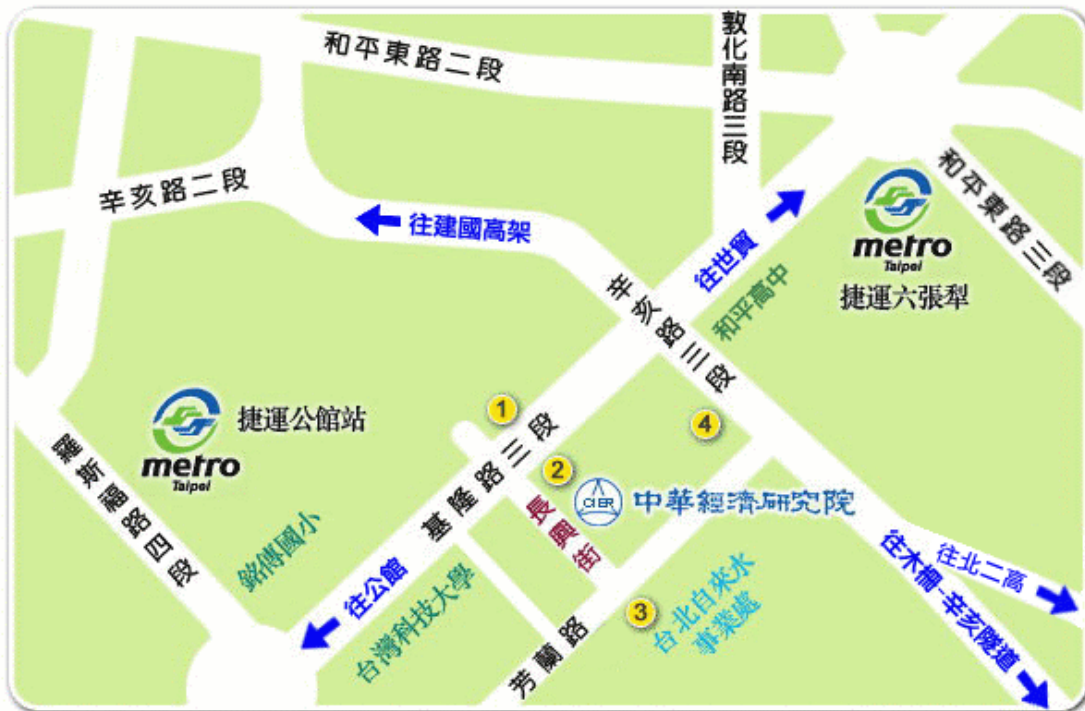 和平東路二段
敦化南路三段
辛亥路二段
往建國高架
往世貿
和平東路三段
metro
Taipei
捷運六張犁
和平高中
辛亥路三段
metro
Taipei
捷運公館站
1
4
基隆路三段
2
CIER
中華經濟研究院
羅斯福路四段
銘傳國小
長興街
往公館
台灣科技大學
3
台北自來水
事業處
芳蘭路
往北二高
往木柵-辛亥隧道